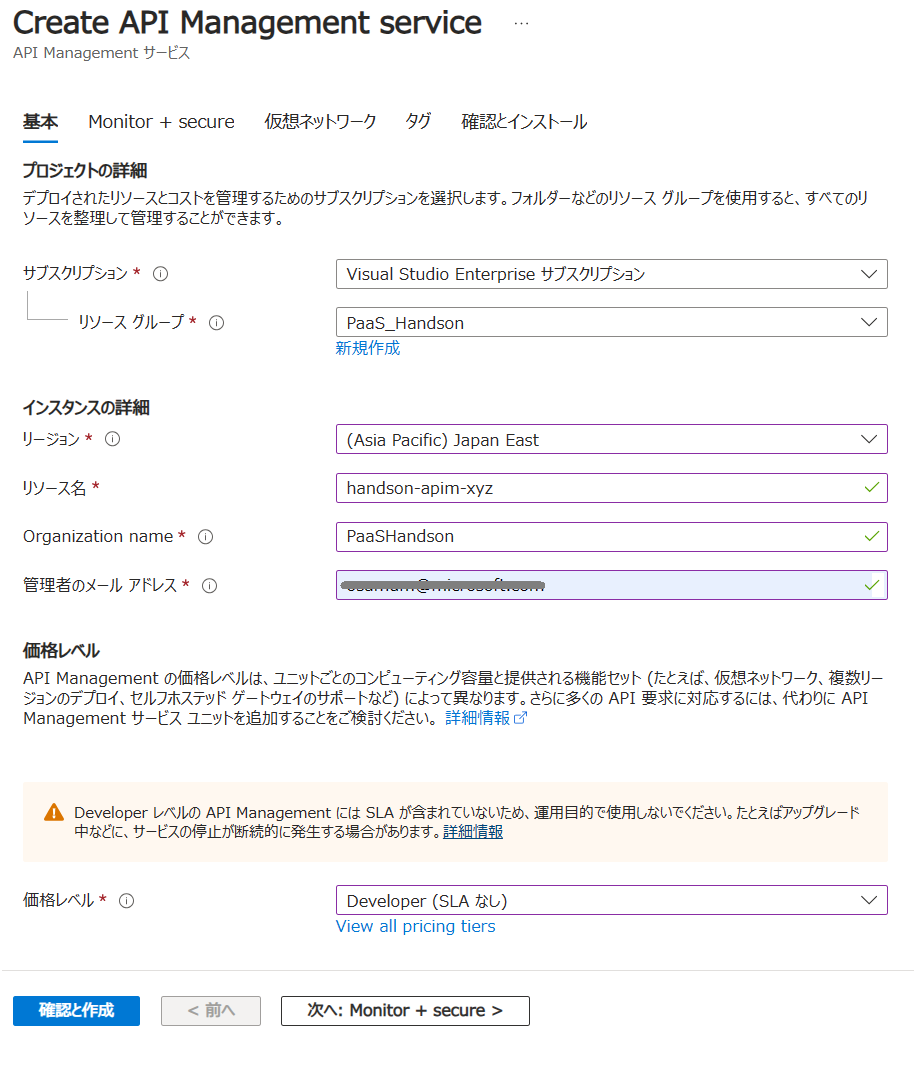 Create API Management service ...
API Management サービス
基本 Monitor + secure 仮想ネットワーク タグ 確認とインストール
プロジェクトの詳細
デプロイされたリソースとコストを管理するためのサブスクリプションを選択します。フォルダーなどのリソース グループを使用すると、すべてのリ
ソースを整理して管理することができます。
サブスクリプション * Visual Studio Enterprise サブスクリプション
リソース グループ * PaaS_Handson
新規作成
インスタンスの詳細
リージョン * (Asia Pacific) Japan East
リソース名 * handson-apim-xyz
Organization name * PaaSHandson
管理者のメール アドレス *
価格レベル
API Management の価格レベルは、ユニットごとのコンピューティング容量と提供される機能セット (たとえば、仮想ネットワーク、複数リー
ジョンのデプロイ、セルフホステッド ゲートウェイのサポートなど) によって異なります。さらに多くの API 要求に対応するには、代わりに API
Management サービス ユニットを追加することをご検討ください。 詳細情報
Developer レベルの API Management には SLA が含まれていないため、運用目的で使用しないでください。たとえばアップグレード
中などに、サービスの停止が断続的に発生する場合があります。詳細情報
価格レベル * Developer (SLA なし)
View all pricing tiers
確認と作成 < 前へ 次へ: Monitor + secure >